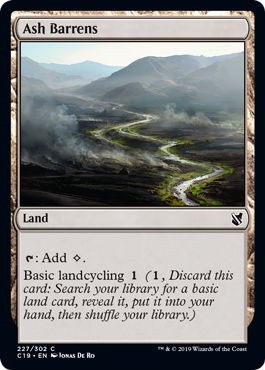 Ash Barrens
Land
: Add .
Basic landcycling 1 (1, Discard this
card: Search your library for a basic
land card, reveal it, put it into your
hand, then shuffle your library.)
227/302 C
C19 • EN Jonas De Ro
™ & © 2019 Wizards of the Coast